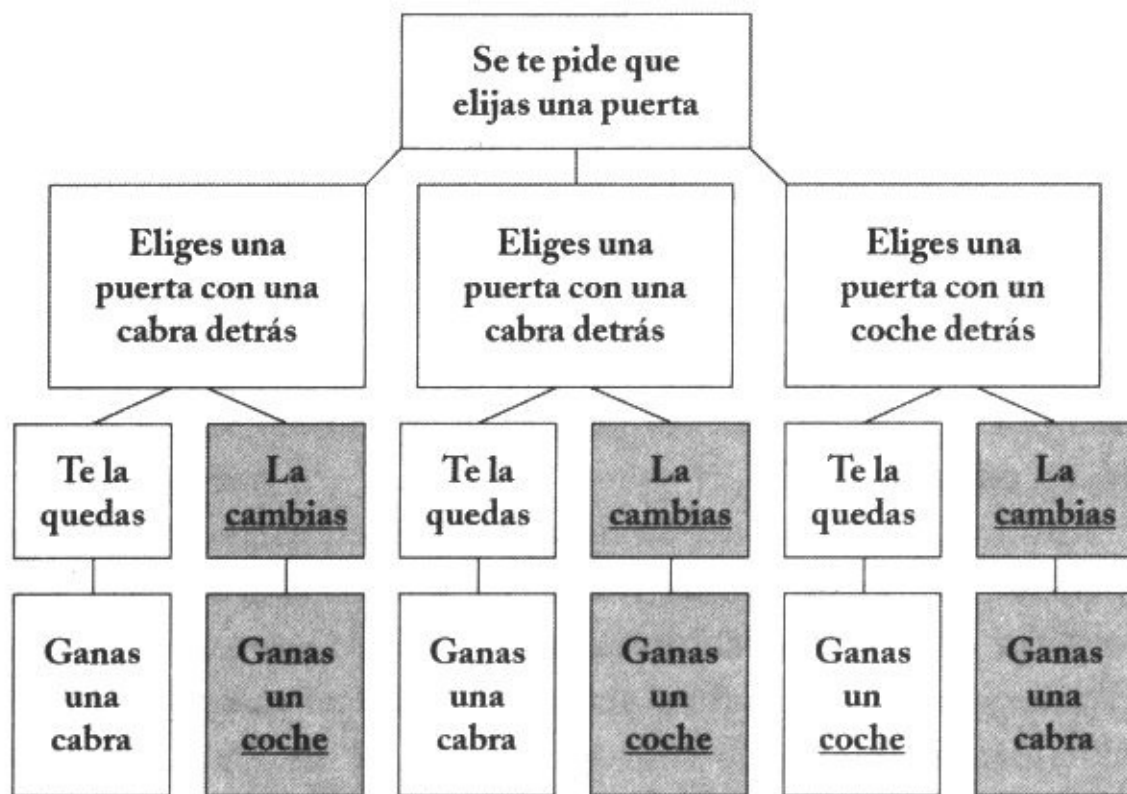 Se te pide que
elijas una puerta
Eliges una
puerta con una
cabra detrás
Eliges una
puerta con una
cabra detrás
Eliges una
puerta con un
coche detrás
Te la
quedas
La
cambias
Te la
quedas
La
cambias
Te la
quedas
La
cambias
Ganas
una
cabra
Ganas
un
coche
Ganas
una
cabra
Ganas
un
coche
Ganas
un
coche
Ganas
una
cabra